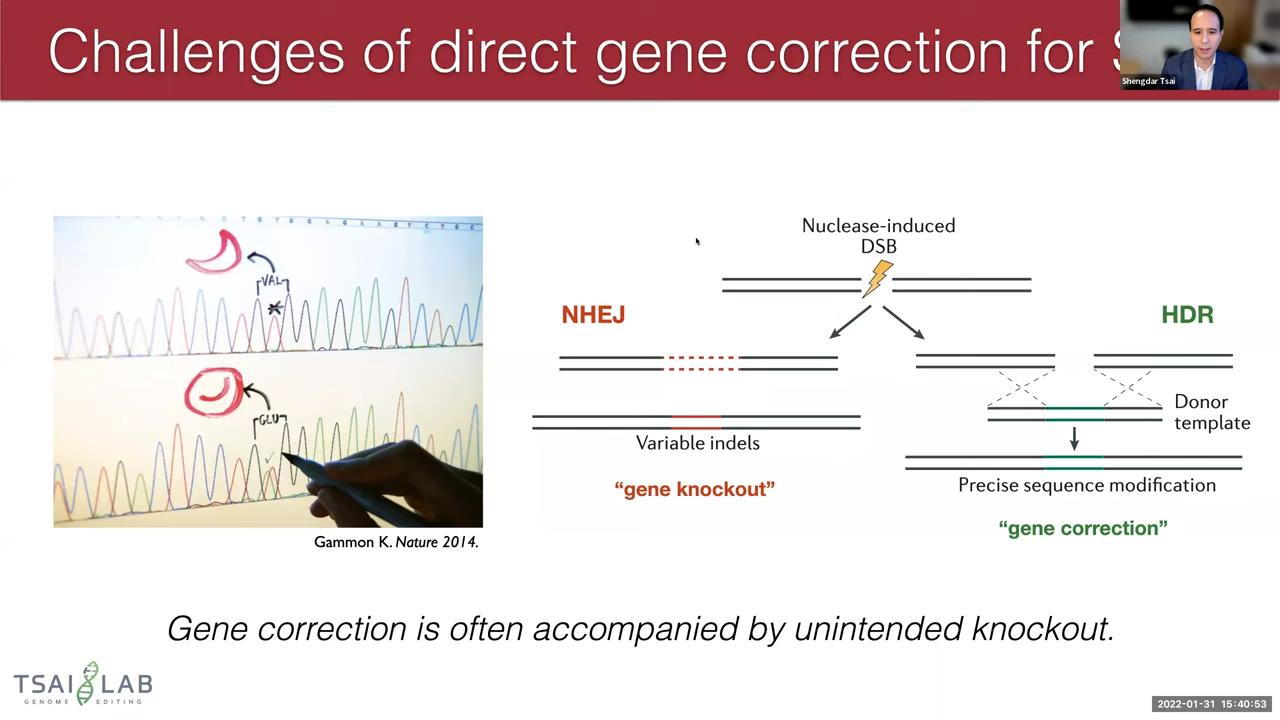 Challenges of direct gene correction for S
Shengdar Tsai
VAL
GLU
Gammon K. Nature 2014.
Nuclease-induced
DSB
NHEJ
HDR
Variable indels
“gene knockout”
Donor
template
Precise sequence modification
“gene correction”
Gene correction is often accompanied by unintended knockout.
TSAI LAB
GENOME EDITING
2022-01-31 15:40:53